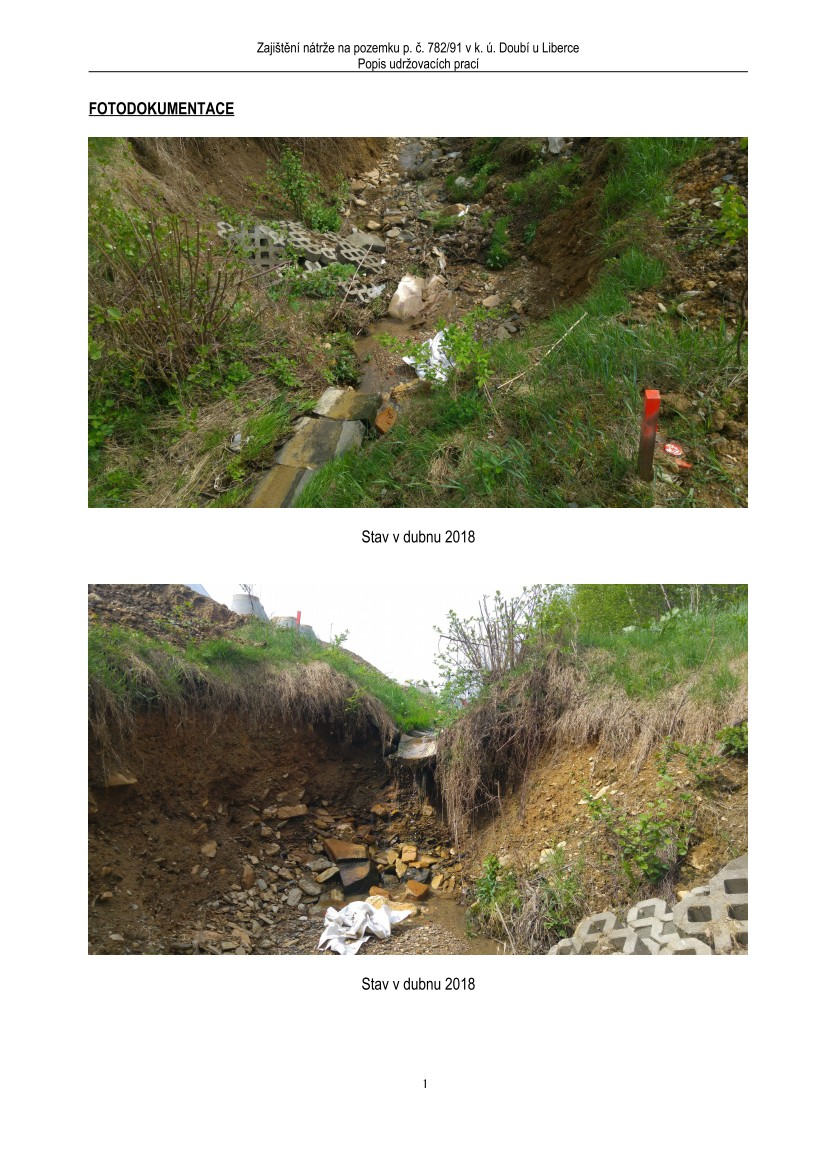 Zajištění nátrže na pozemku p. č. 782/91 v k. ú. Doubí u Liberce
Popis udržovacích prací
FOTODOKUMENTACE
Stav v dubnu 2018
Stav v dubnu 2018
1